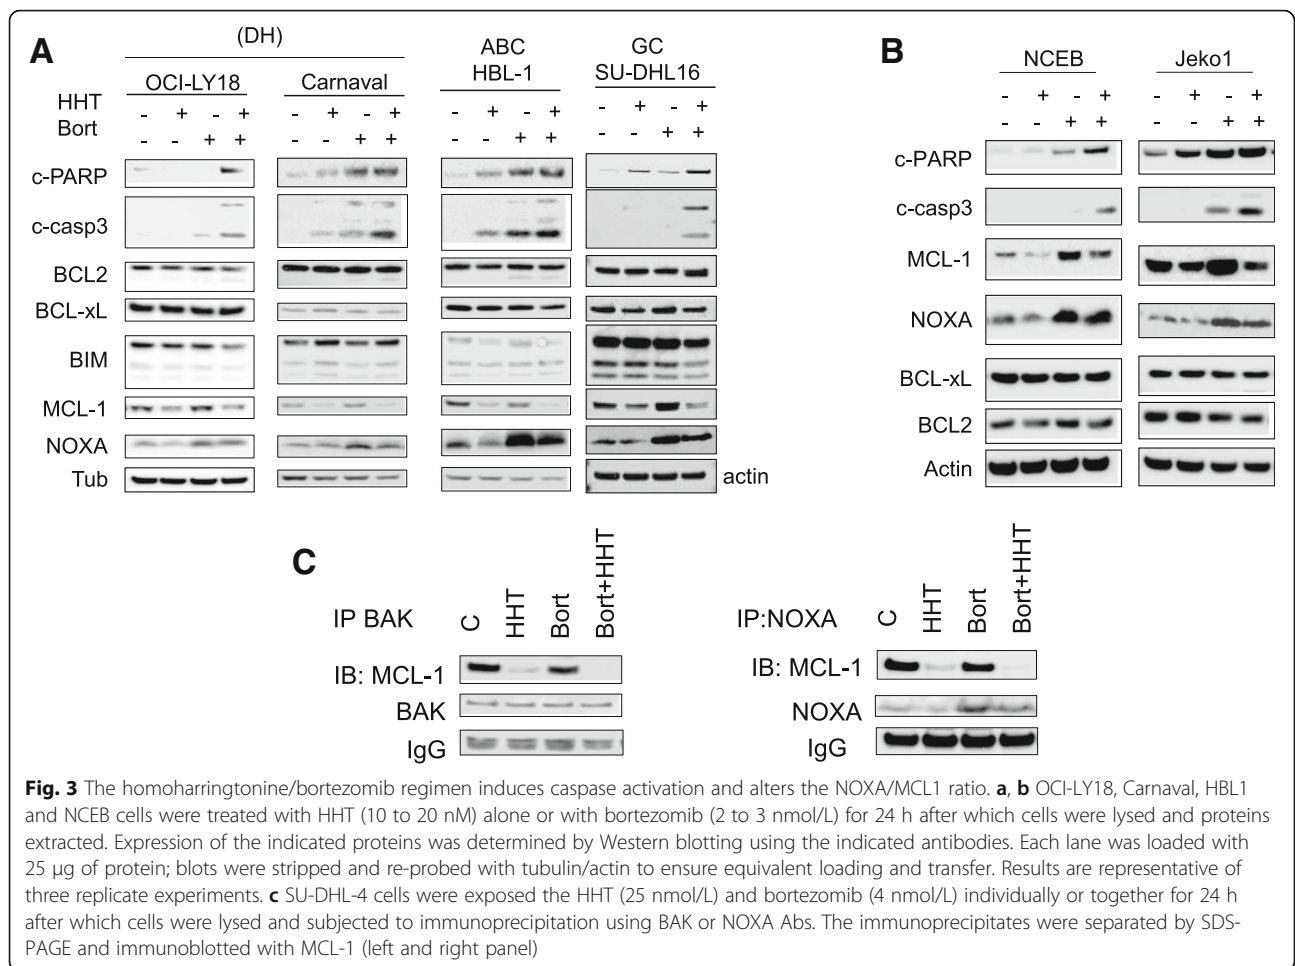 A
(DH)
OCI-LY18 Carnaval
ABC
HBL-1
GC
SU-DHL16
HHT - + - + - + - + - + - + - + - +
Bort - - + + - - + + - - + + - - + +
c-PARP
c-casp3
BCL2
BCL-xL
BIM
MCL-1
NOXA
Tub
actin
B
NCEB Jeko1
- + - + - + - +
- - + + - - + +
c-PARP
c-casp3
MCL-1
NOXA
BCL-xL
BCL2
Actin
C
IP BAK C HHT Bort Bort+HHT
IB: MCL-1
BAK
IgG
IP:NOXA C HHT Bort Bort+HHT
IB: MCL-1
NOXA
IgG
Fig. 3 The homoharringtonine/bortezomib regimen induces caspase activation and alters the NOXA/MCL1 ratio. a, b OCI-LY18, Carnaval, HBL1
and NCEB cells were treated with HHT (10 to 20 nM) alone or with bortezomib (2 to 3 nmol/L) for 24 h after which cells were lysed and proteins
extracted. Expression of the indicated proteins was determined by Western blotting using the indicated antibodies. Each lane was loaded with
25 μg of protein; blots were stripped and re-probed with tubulin/actin to ensure equivalent loading and transfer. Results are representative of
three replicate experiments. c SU-DHL-4 cells were exposed the HHT (25 nmol/L) and bortezomib (4 nmol/L) individually or together for 24 h
after which cells were lysed and subjected to immunoprecipitation using BAK or NOXA Abs. The immunoprecipitates were separated by SDS-
PAGE and immunoblotted with MCL-1 (left and right panel)